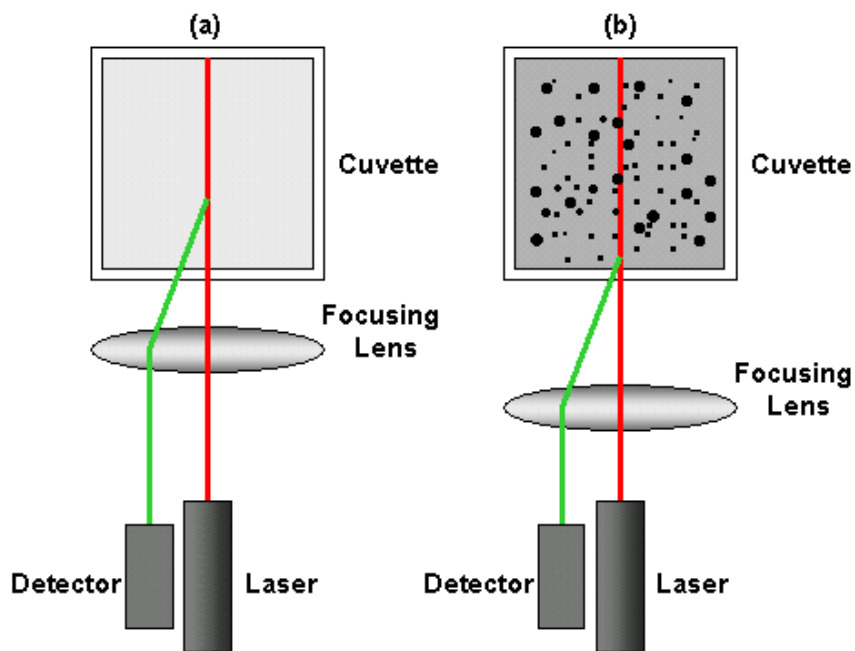 (a)
(b)
Cuvette
Cuvette
Focusing
Lens
Focusing
Lens
Detector
Laser
Detector
Laser